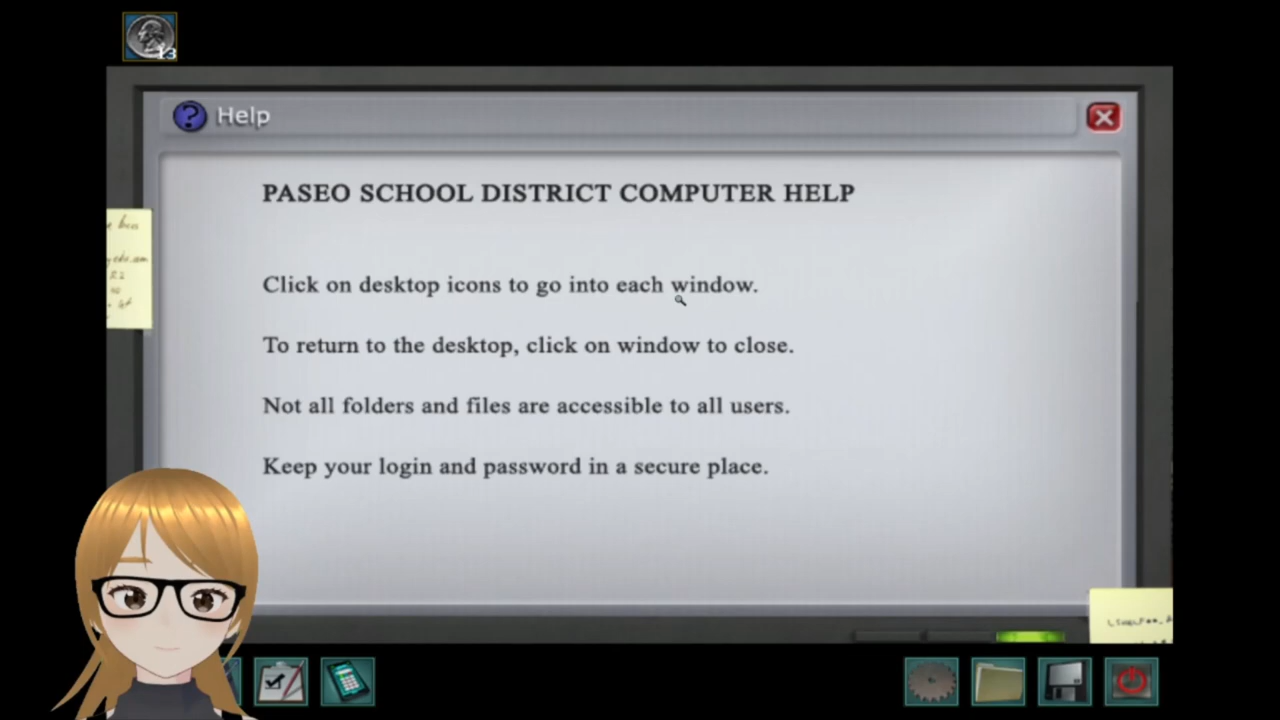 13
Help
PASEO SCHOOL DISTRICT COMPUTER HELP
Click on desktop icons to go into each window.
To return to the desktop, click on window to close.
Not all folders and files are accessible to all users.
Keep your login and password in a secure place.